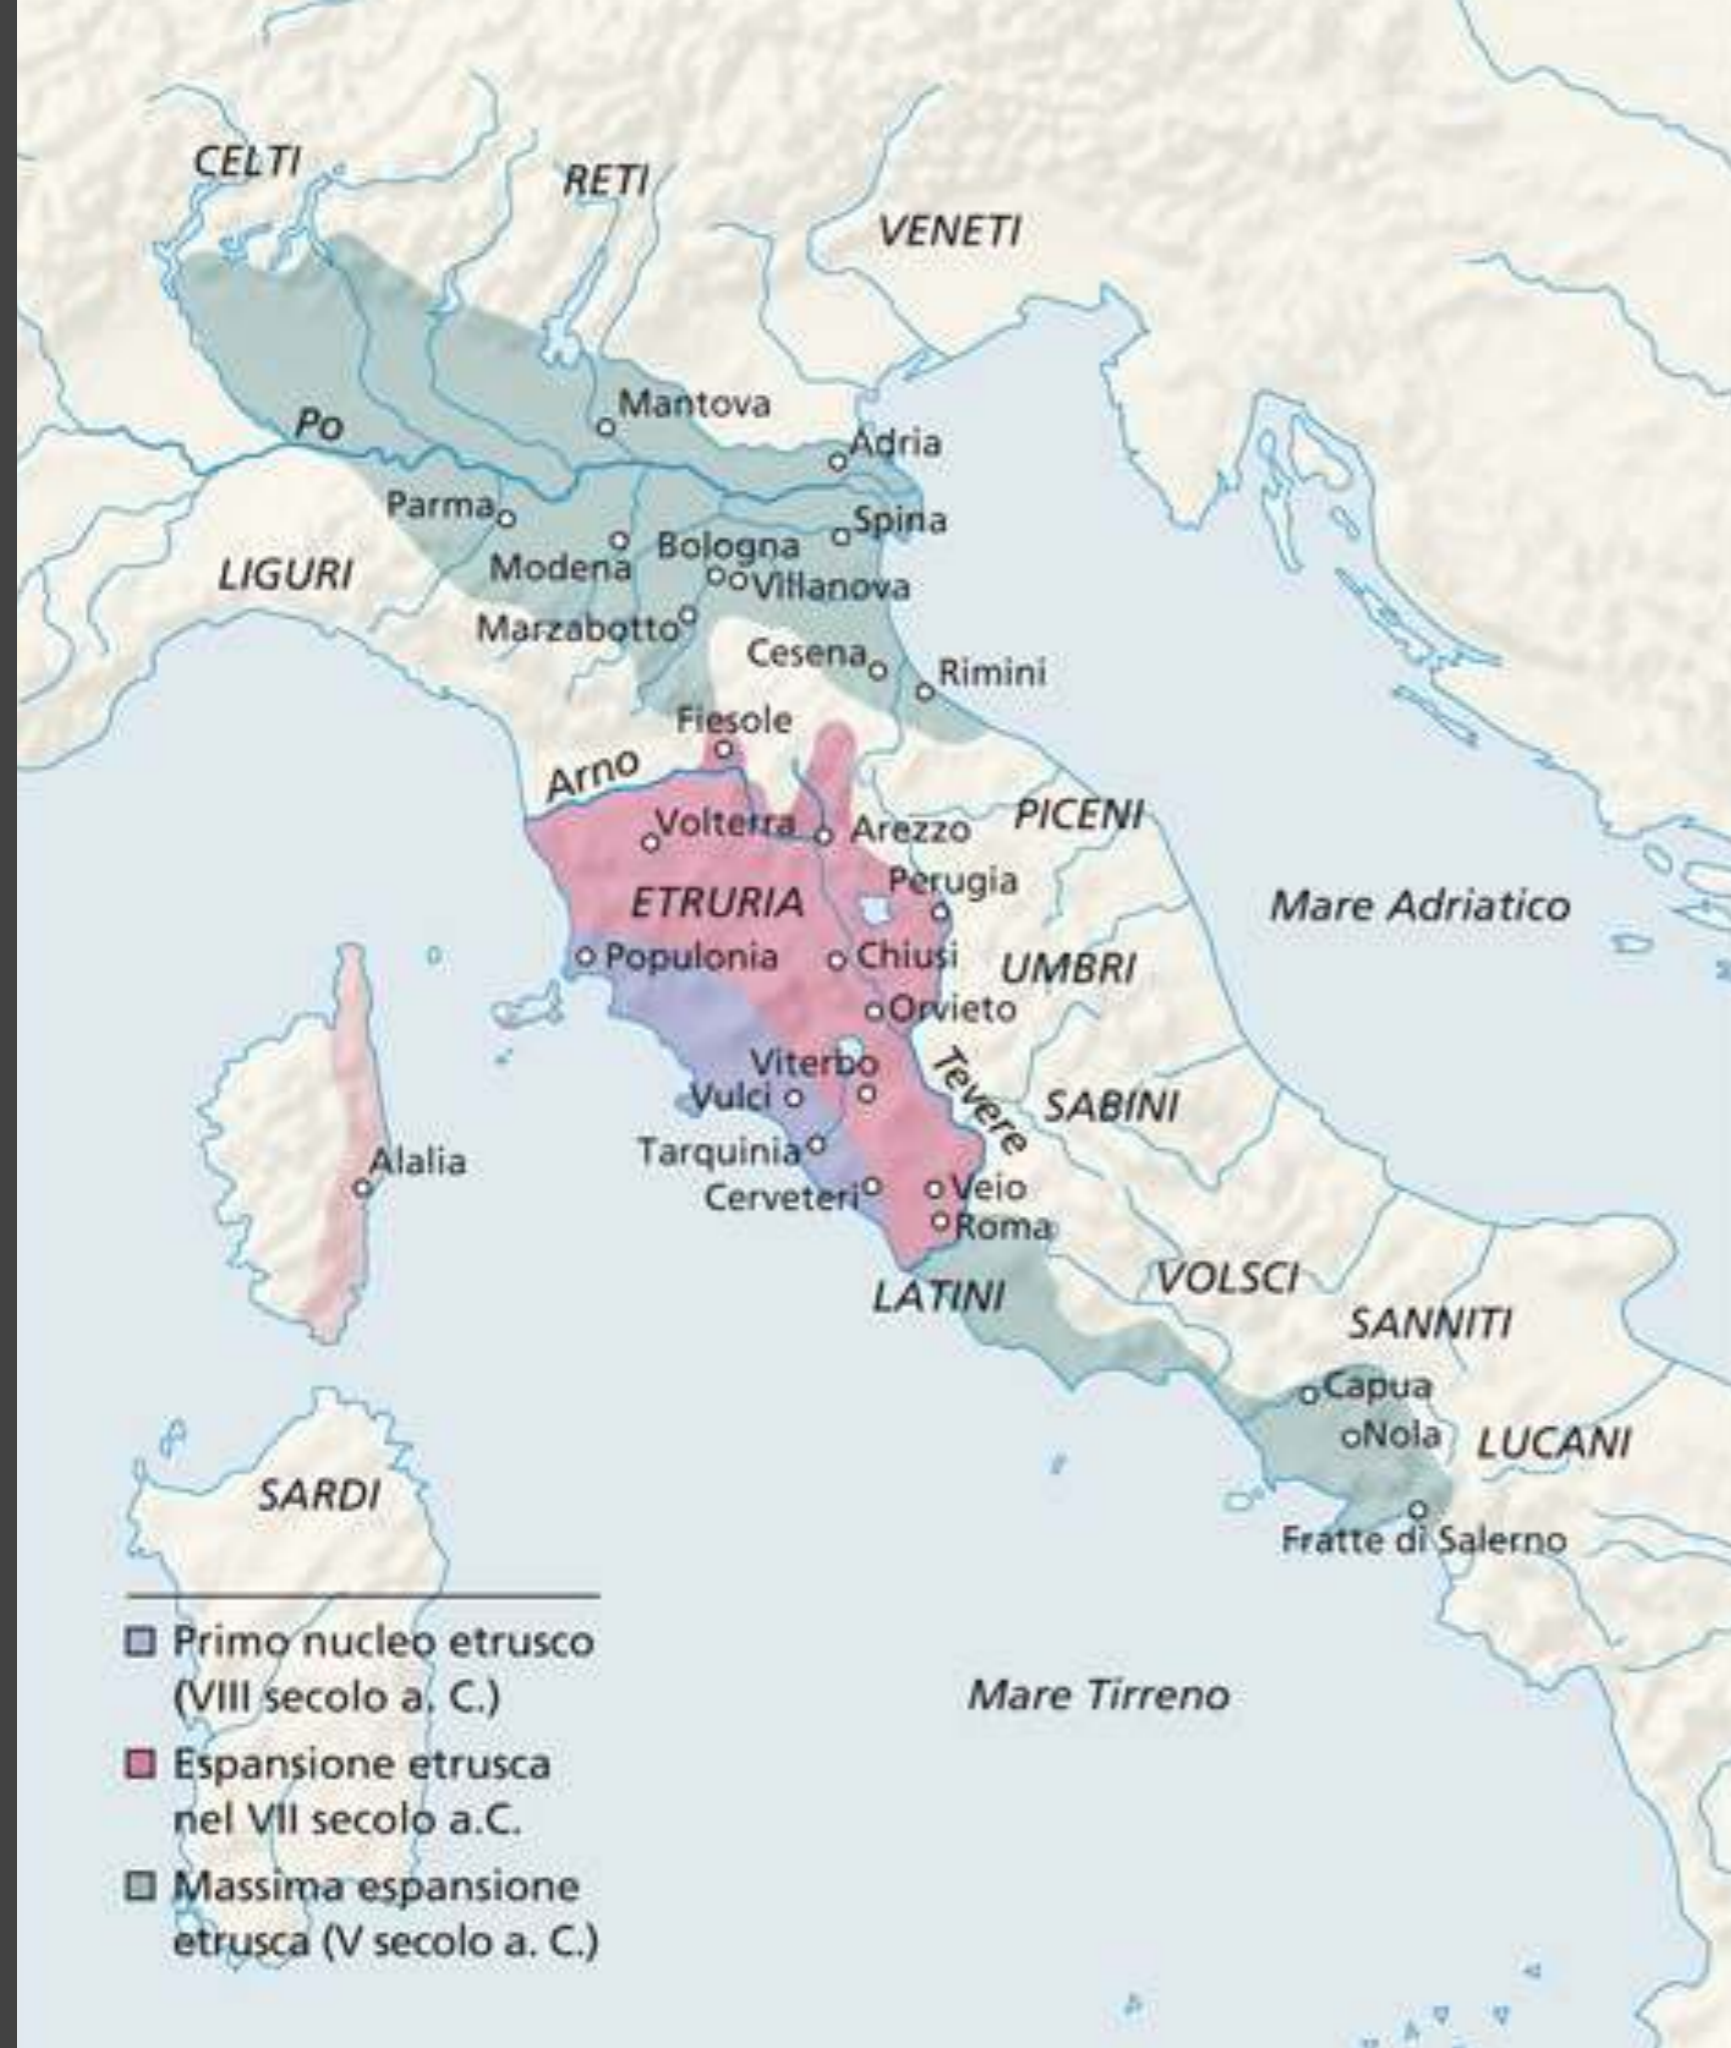 CELTI
RETI
VENETI
Mantova
Po
Adria
Parma
Spina
Bologna
Modena
LIGURI
Villanova
Marzabotto
Cesena
Rimini
Fiesole
Arno
PICENI
Volterra
Arezzo
Perugia
ETRURIA
Mare Adriatico
Populonia
Chiusi
UMBRI
Orvieto
Viterbo
Tevere
Vulci
SABINI
Tarquinia
Alalia
Cerveteri
Veio
Roma
VOLSCI
LATINI
SANNITI
Capua
Nola
LUCANI
SARDI
Fratte di Salerno
Primo nucleo etrusco
(VIII secolo a. C.)
Mare Tirreno
Espansione etrusca
nel VII secolo a.C.
Massima espansione
etrusca (V secolo a. C.)